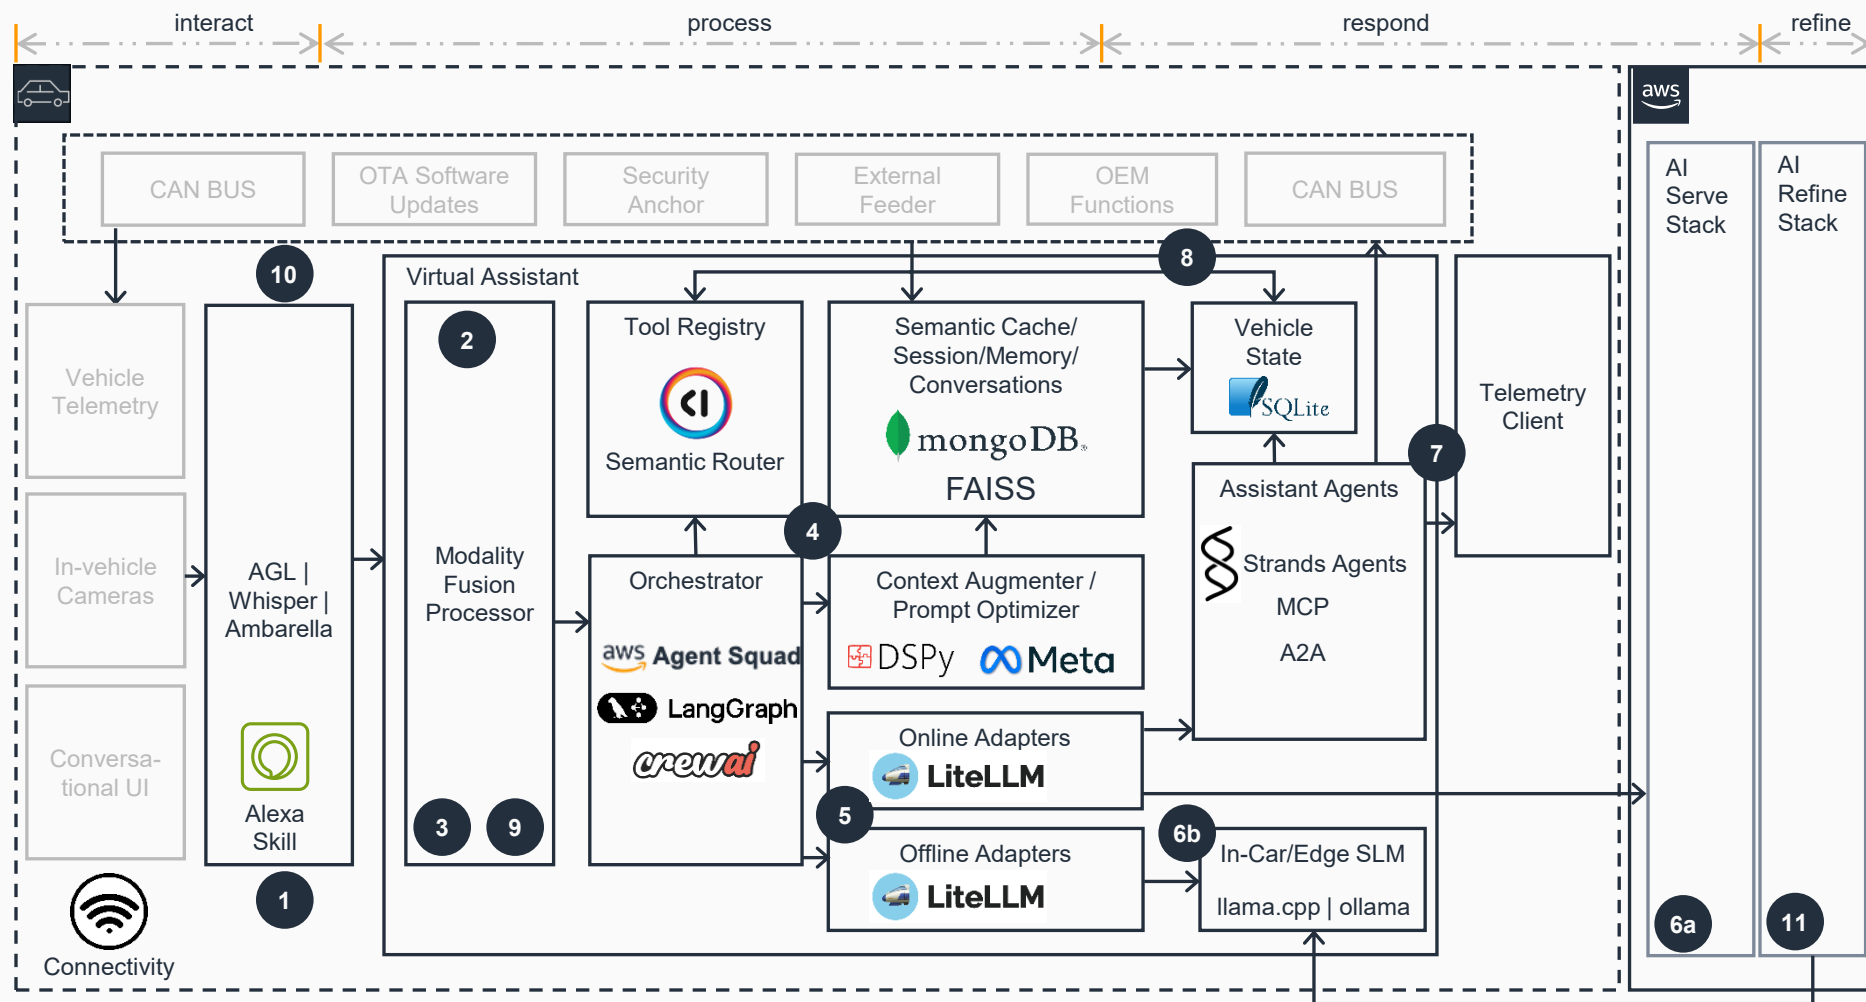 interact
process
respond
refine
aws
CAN BUS
OTA Software
Updates
Security
Anchor
External
Feeder
OEM
Functions
CAN BUS
AI
Serve
Stack
AI
Refine
Stack
10
8
Virtual Assistant
2
Tool Registry
Semantic Router
Semantic Cache/
Session/Memory/
Conversations
mongoDB®
FAISS
Vehicle
State
SQLite
Telemetry
Client
Vehicle
Telemetry
In-vehicle
Cameras
Conversa-
tional UI
AGL |
Whisper |
Ambarella
Alexa
Skill
1
Connectivity
Modality
Fusion
Processor
3
9
4
Orchestrator
aws Agent Squad
LangGraph
crewai
Context Augmenter /
Prompt Optimizer
DSPy
Meta
7
Assistant Agents
Strands Agents
MCP
A2A
Online Adapters
LiteLLM
5
Offline Adapters
LiteLLM
6b
In-Car/Edge SLM
llama.cpp | ollama
6a
11